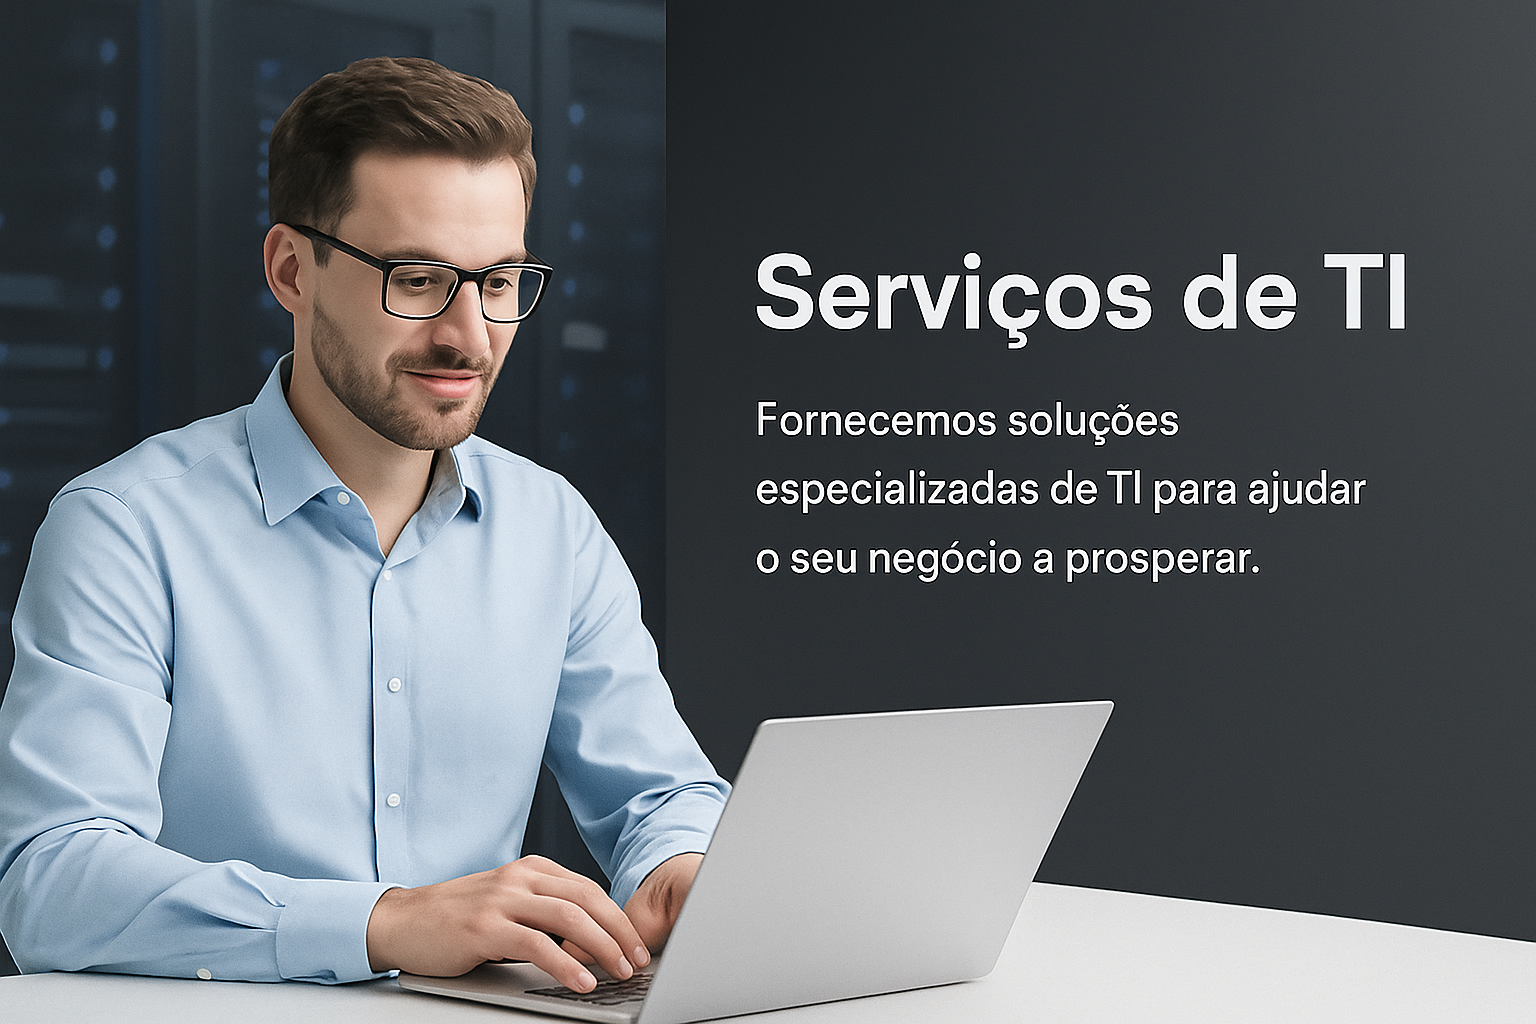 Serviços de TI
Fornecemos soluções
especializadas de TI para ajudar
o seu negócio a prosperar.